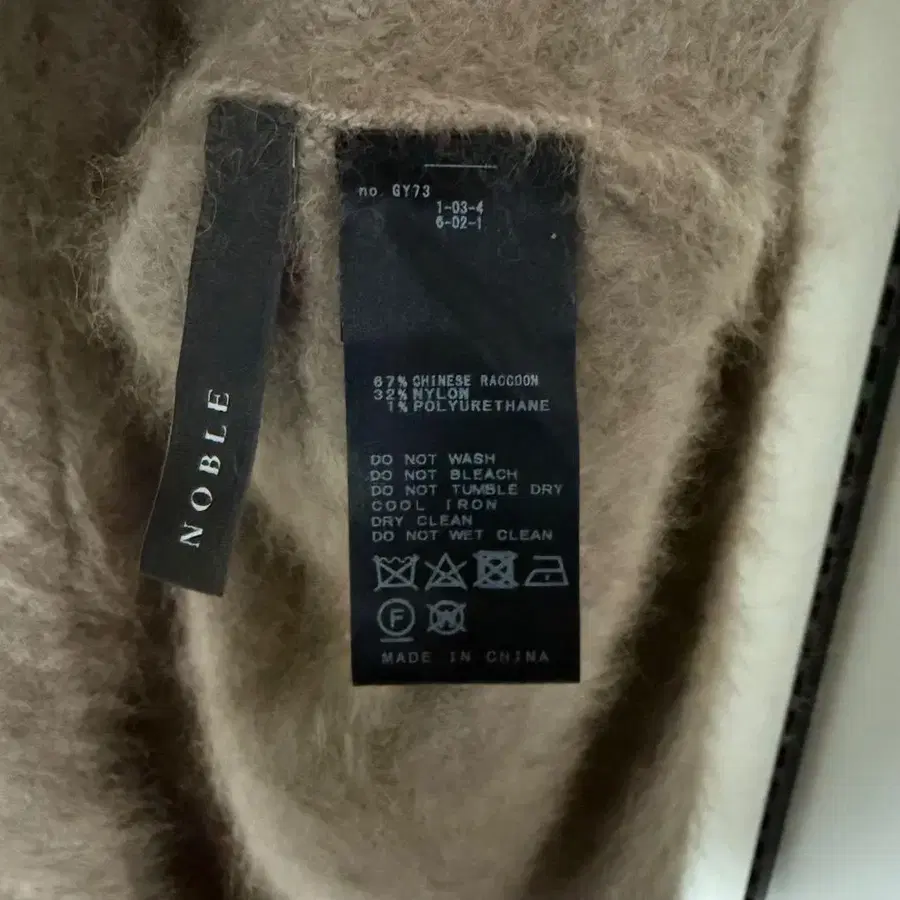 NOBLE
no. GY73
1-03-4
6-02-1
67% CHINESE RACCOON
32% NYLON
1% POLYURETHANE
DO NOT WASH
DO NOT BLEACH
DO NOT TUMBLE DRY
COOL IRON
DRY CLEAN
DO NOT WET CLEAN
F W
MADE IN CHINA